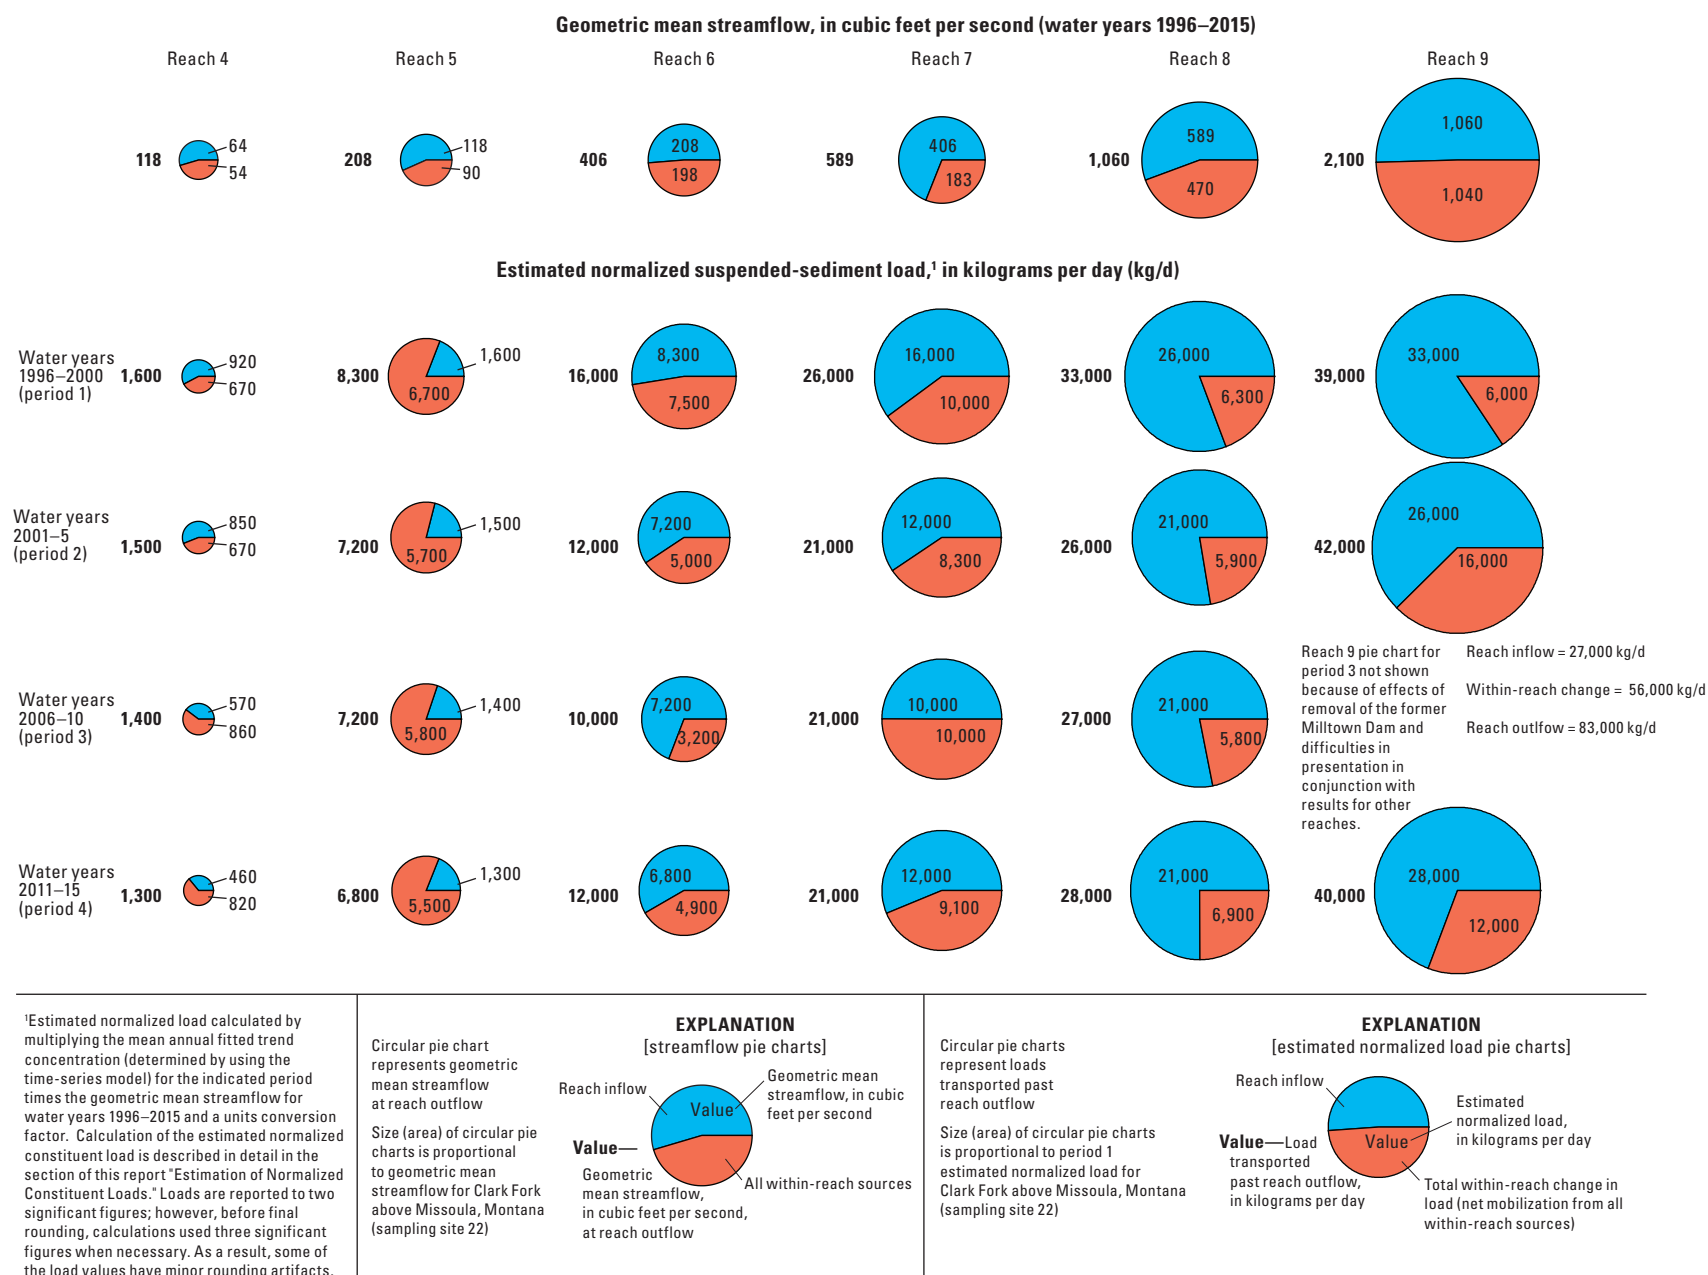 Geometric mean streamflow, in cubic feet per second (water years 1996–2015)
Reach 4 Reach 5 Reach 6 Reach 7 Reach 8 Reach 9
118 64 54 208 118 90 406 208 198 589 406 183 1,060 589 470 2,100 1,060 1,040
Estimated normalized suspended-sediment load,¹ in kilograms per day (kg/d)
Water years
1996–2000
(period 1)
1,600 920 670 8,300 1,600 6,700 16,000 8,300 7,500 26,000 16,000 10,000 33,000 26,000 6,300 39,000 33,000 6,000
Water years
2001–5
(period 2)
1,500 850 670 7,200 1,500 5,700 12,000 7,200 5,000 21,000 12,000 8,300 26,000 21,000 5,900 42,000 26,000 16,000
Water years
2006–10
(period 3)
1,400 570 860 7,200 1,400 5,800 10,000 7,200 3,200 21,000 10,000 10,000 27,000 21,000 5,800
Reach 9 pie chart for
period 3 not shown
because of effects of
removal of the former
Milltown Dam and
difficulties in
presentation in
conjunction with
results for other
reaches.
Reach inflow = 27,000 kg/d
Within-reach change = 56,000 kg/d
Reach outlfow = 83,000 kg/d
Water years
2011–15
(period 4)
1,300 460 820 6,800 1,300 5,500 12,000 6,800 4,900 21,000 12,000 9,100 28,000 21,000 6,900 40,000 28,000 12,000
¹Estimated normalized load calculated by
multiplying the mean annual fitted trend
concentration (determined by using the
time-series model) for the indicated period
times the geometric mean streamflow for
water years 1996–2015 and a units conversion
factor. Calculation of the estimated normalized
constituent load is described in detail in the
section of this report "Estimation of Normalized
Constituent Loads." Loads are reported to two
significant figures; however, before final
rounding, calculations used three significant
figures when necessary. As a result, some of
the load values have minor rounding artifacts.
Circular pie chart
represents geometric
mean streamflow
at reach outflow
Size (area) of circular pie
charts is proportional
to geometric mean
streamflow for Clark Fork
above Missoula, Montana
(sampling site 22)
EXPLANATION
[streamflow pie charts]
Reach inflow
Value
Geometric mean
streamflow, in cubic
feet per second
Value—
Geometric
mean streamflow,
in cubic feet per second,
at reach outflow
All within-reach sources
Circular pie charts
represent loads
transported past
reach outflow
Size (area) of circular pie charts
is proportional to period 1
estimated normalized load for
Clark Fork above Missoula, Montana
(sampling site 22)
EXPLANATION
[estimated normalized load pie charts]
Reach inflow
Value
Estimated
normalized load,
in kilograms per day
Value—Load
transported
past reach outflow,
in kilograms per day
Total within-reach change in
load (net mobilization from all
within-reach sources)